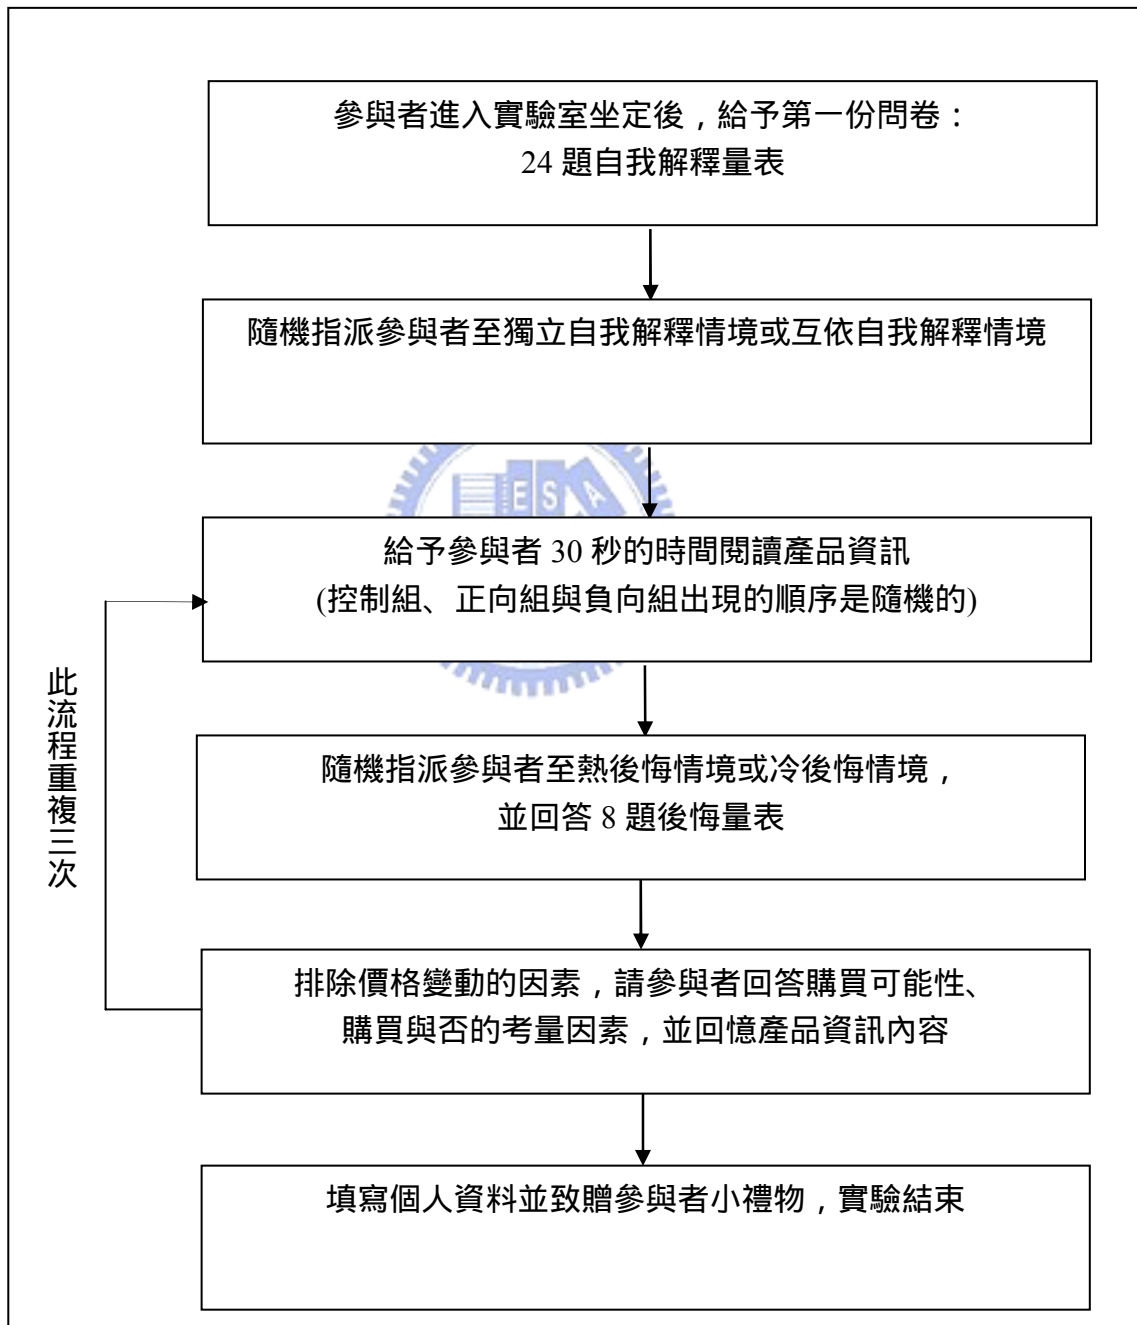 參與者進入實驗室坐定後，給予第一份問卷：
24 題自我解釋量表
隨機指派參與者至獨立自我解釋情境或互依自我解釋情境
ESA
給予參與者 30 秒的時間閱讀產品資訊
(控制組、正向組與負向組出現的順序是隨機的)
此流程重複三次
隨機指派參與者至熱後悔情境或冷後悔情境，
並回答 8 題後悔量表
排除價格變動的因素，請參與者回答購買可能性、
購買與否的考量因素，並回憶產品資訊內容
填寫個人資料並致贈參與者小禮物，實驗結束